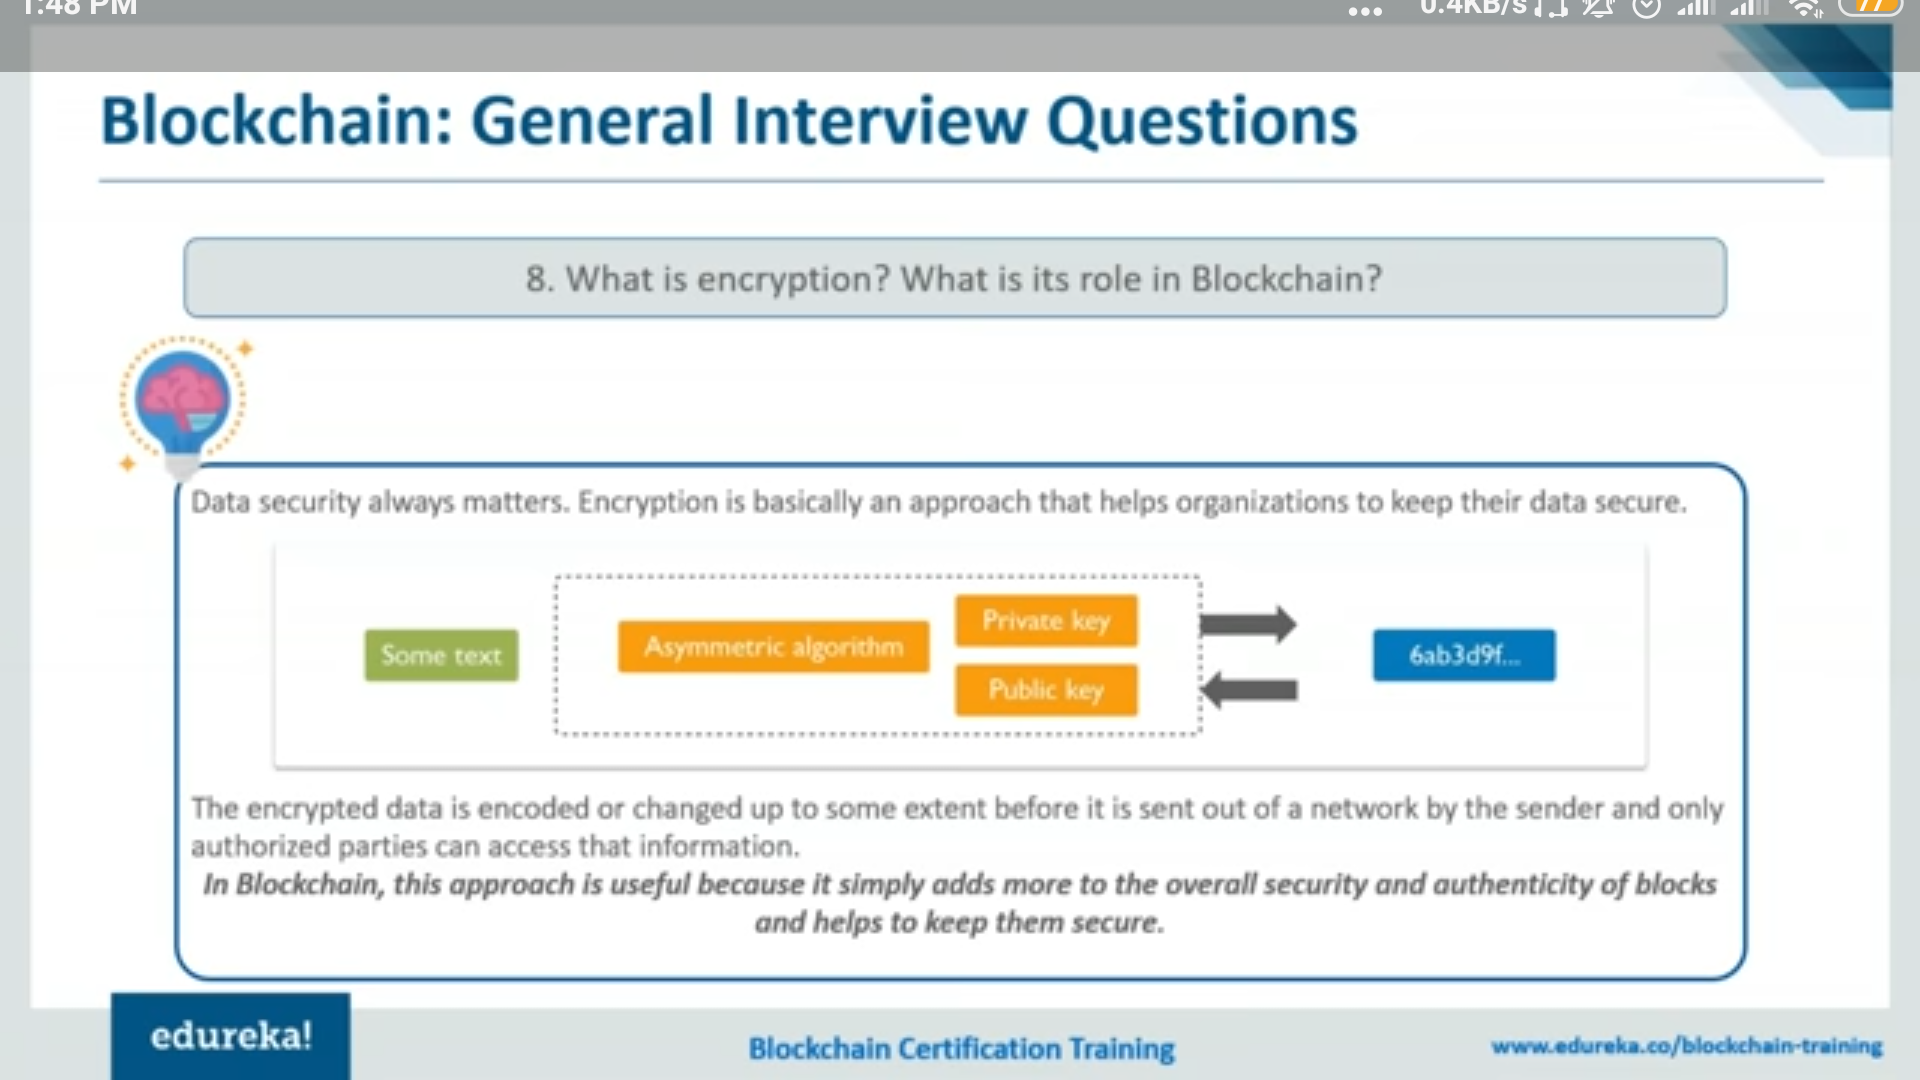 1:48 PM
... 0.4KB/s 77
Blockchain: General Interview Questions
8. What is encryption? What is its role in Blockchain?
Data security always matters. Encryption is basically an approach that helps organizations to keep their data secure.
Private key
Some text
Asymmetric algorithm
6ab3d9f...
Public key
The encrypted data is encoded or changed up to some extent before it is sent out of a network by the sender and only
authorized parties can access that information.
In Blockchain, this approach is useful because it simply adds more to the overall security and authenticity of blocks
and helps to keep them secure.
edureka!
Blockchain Certification Training
www.edureka.co/blockchain-training